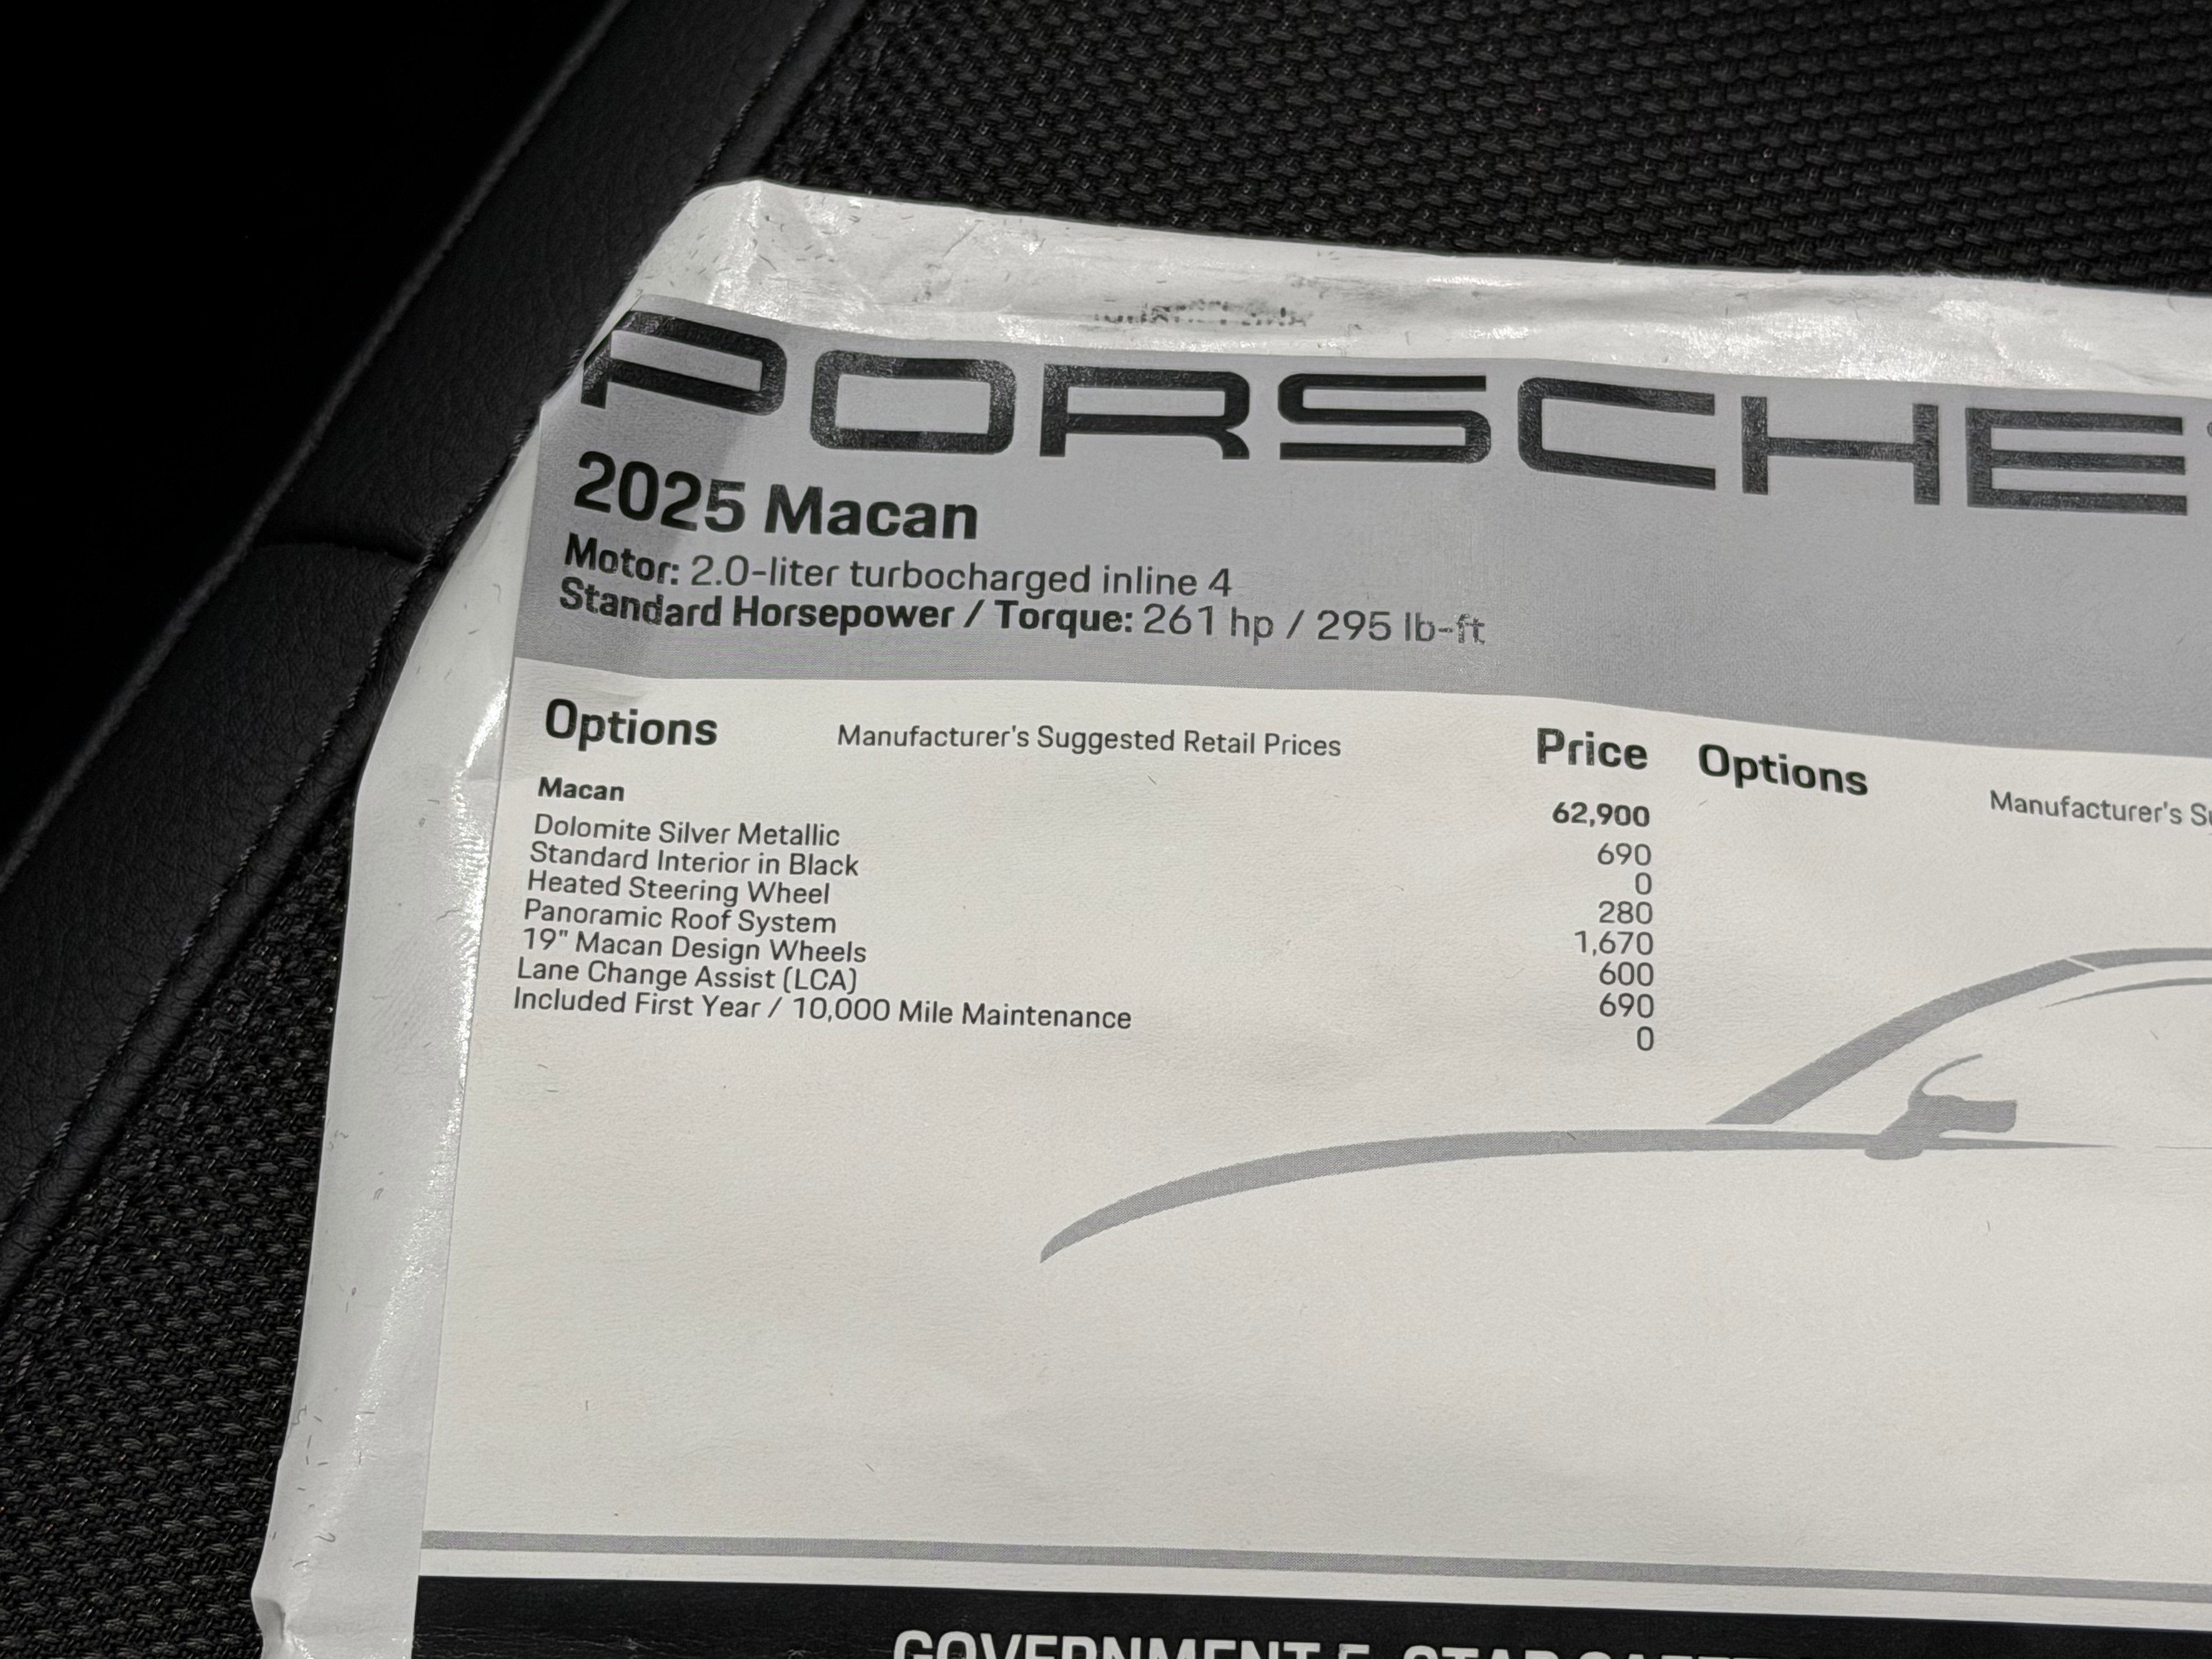 PORSCHE
2025 Macan
Motor: 2.0-liter turbocharged inline 4
Standard Horsepower / Torque: 261 hp / 295 lb-ft
Options Manufacturer's Suggested Retail Prices Price Options Manufacturer's
Macan 62,900
Dolomite Silver Metallic 690
Standard Interior in Black 0
Heated Steering Wheel 280
Panoramic Roof System 1,670
19" Macan Design Wheels 600
Lane Change Assist (LCA) 690
Included First Year / 10,000 Mile Maintenance 0
GOVERNMENT 5-STAR